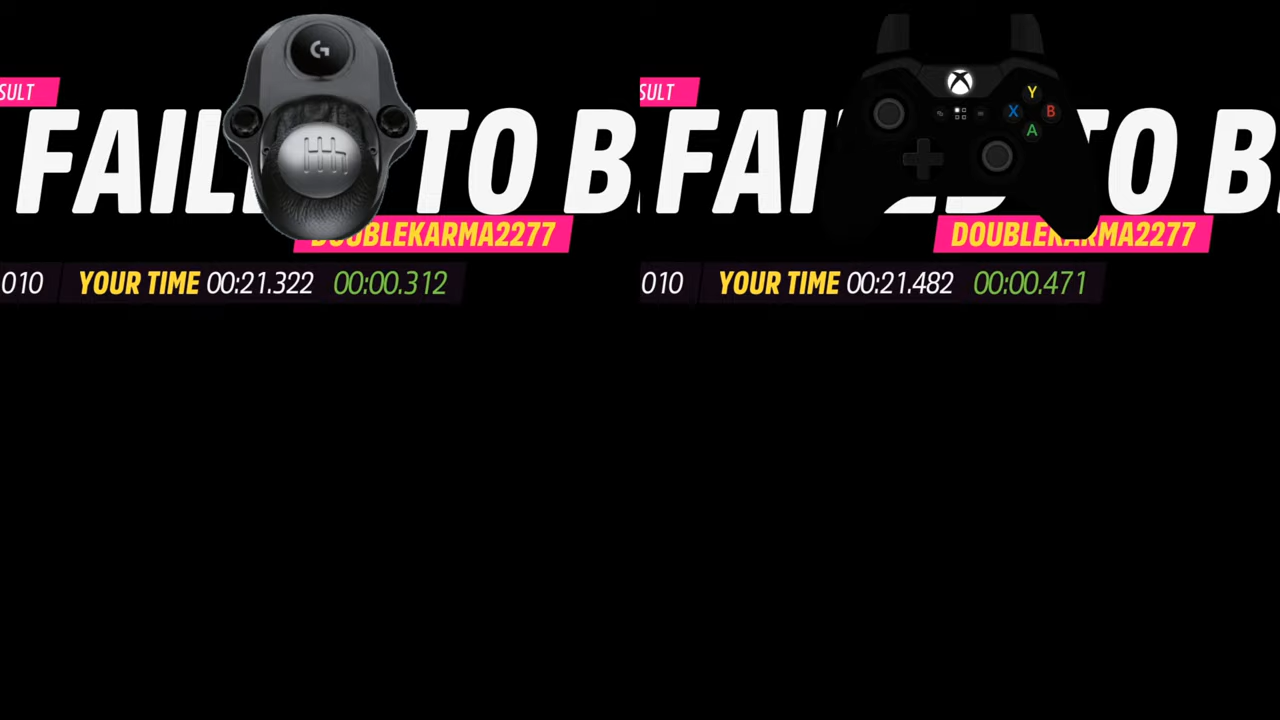 SULT
FAIL TO B
DOUBLEKARMA2277
010 YOUR TIME 00:21.322 00:00.312
SULT
Y
X B
A
FAI TO B
DOUBLEKARMA2277
010 YOUR TIME 00:21.482 00:00.471